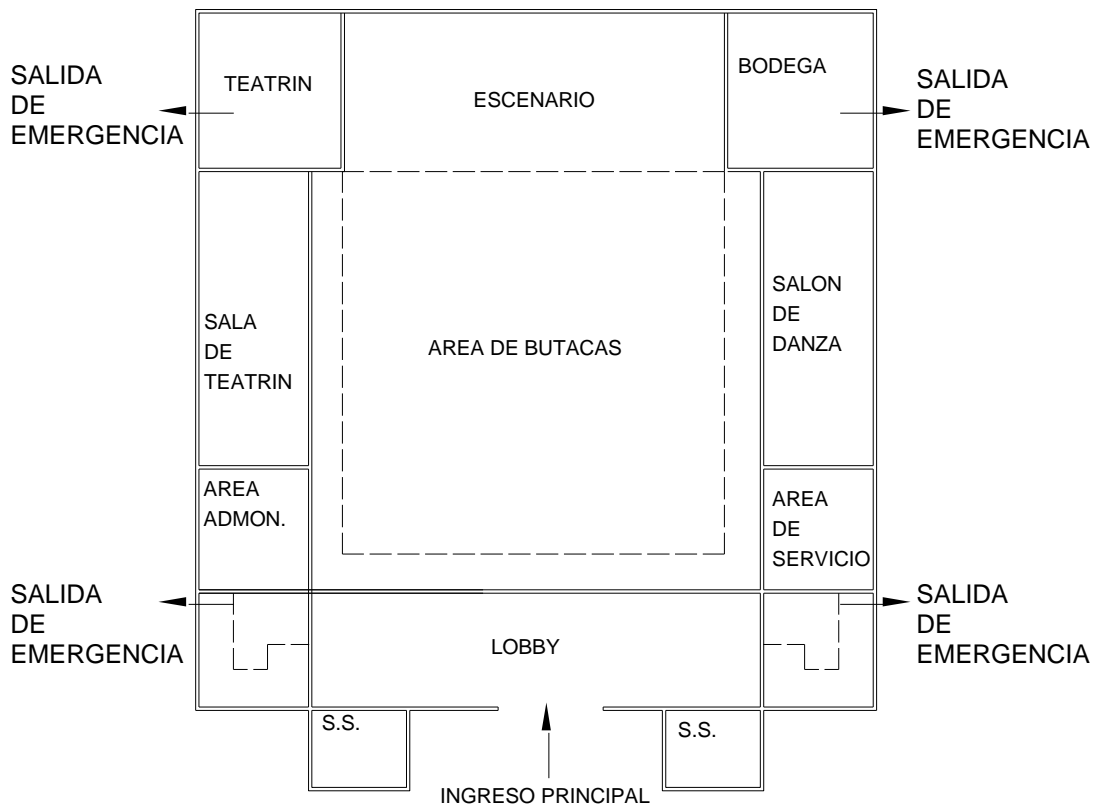 SALIDA
DE
EMERGENCIA
TEATRIN
ESCENARIO
BODEGA
SALIDA
DE
EMERGENCIA
SALA
DE
TEATRIN
AREA DE BUTACAS
SALON
DE
DANZA
AREA
ADMON.
AREA
DE
SERVICIO
SALIDA
DE
EMERGENCIA
LOBBY
SALIDA
DE
EMERGENCIA
S.S.
S.S.
INGRESO PRINCIPAL